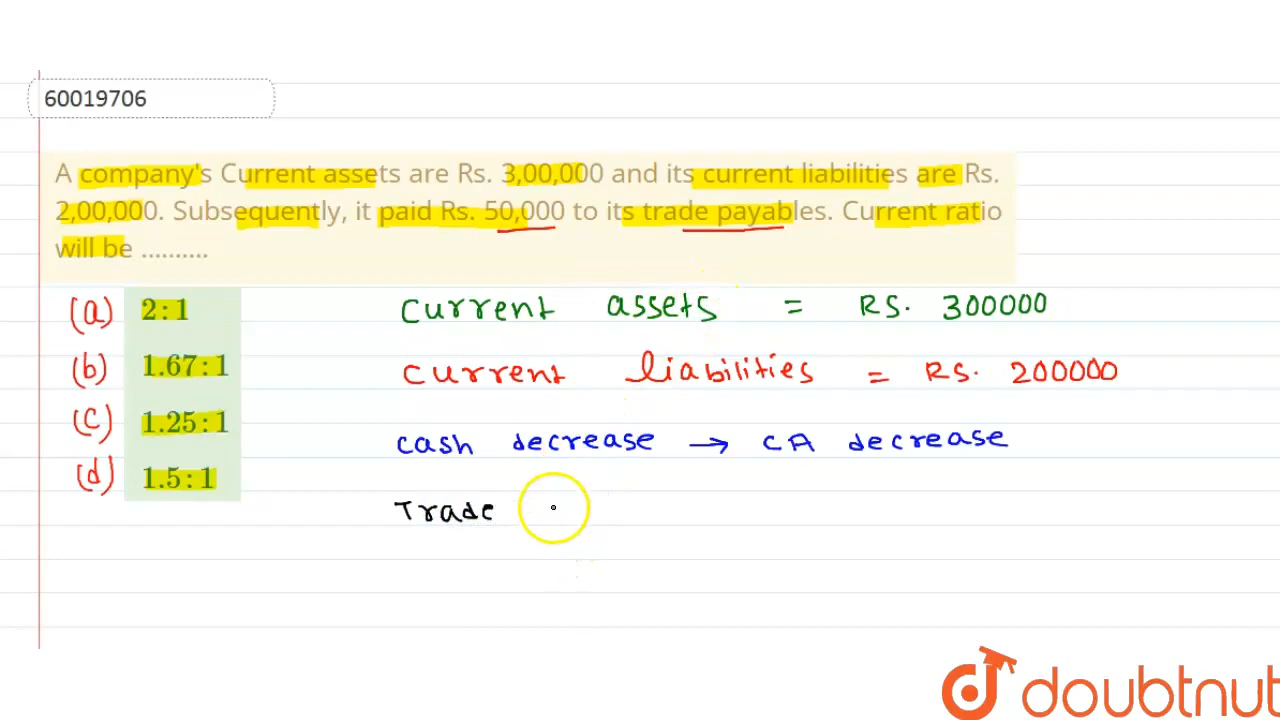 60019706
A company's Current assets are Rs. 3,00,000 and its current liabilities are Rs.
2,00,000. Subsequently, it paid Rs. 50,000 to its trade payables. Current ratio
will be ..........
(a) 2 : 1
(b) 1.67 : 1
(c) 1.25 : 1
(d) 1.5 : 1
Current assets = RS. 300000
Current liabilities = RS. 200000
Cash decrease → CA decrease
Trade
doubtnut